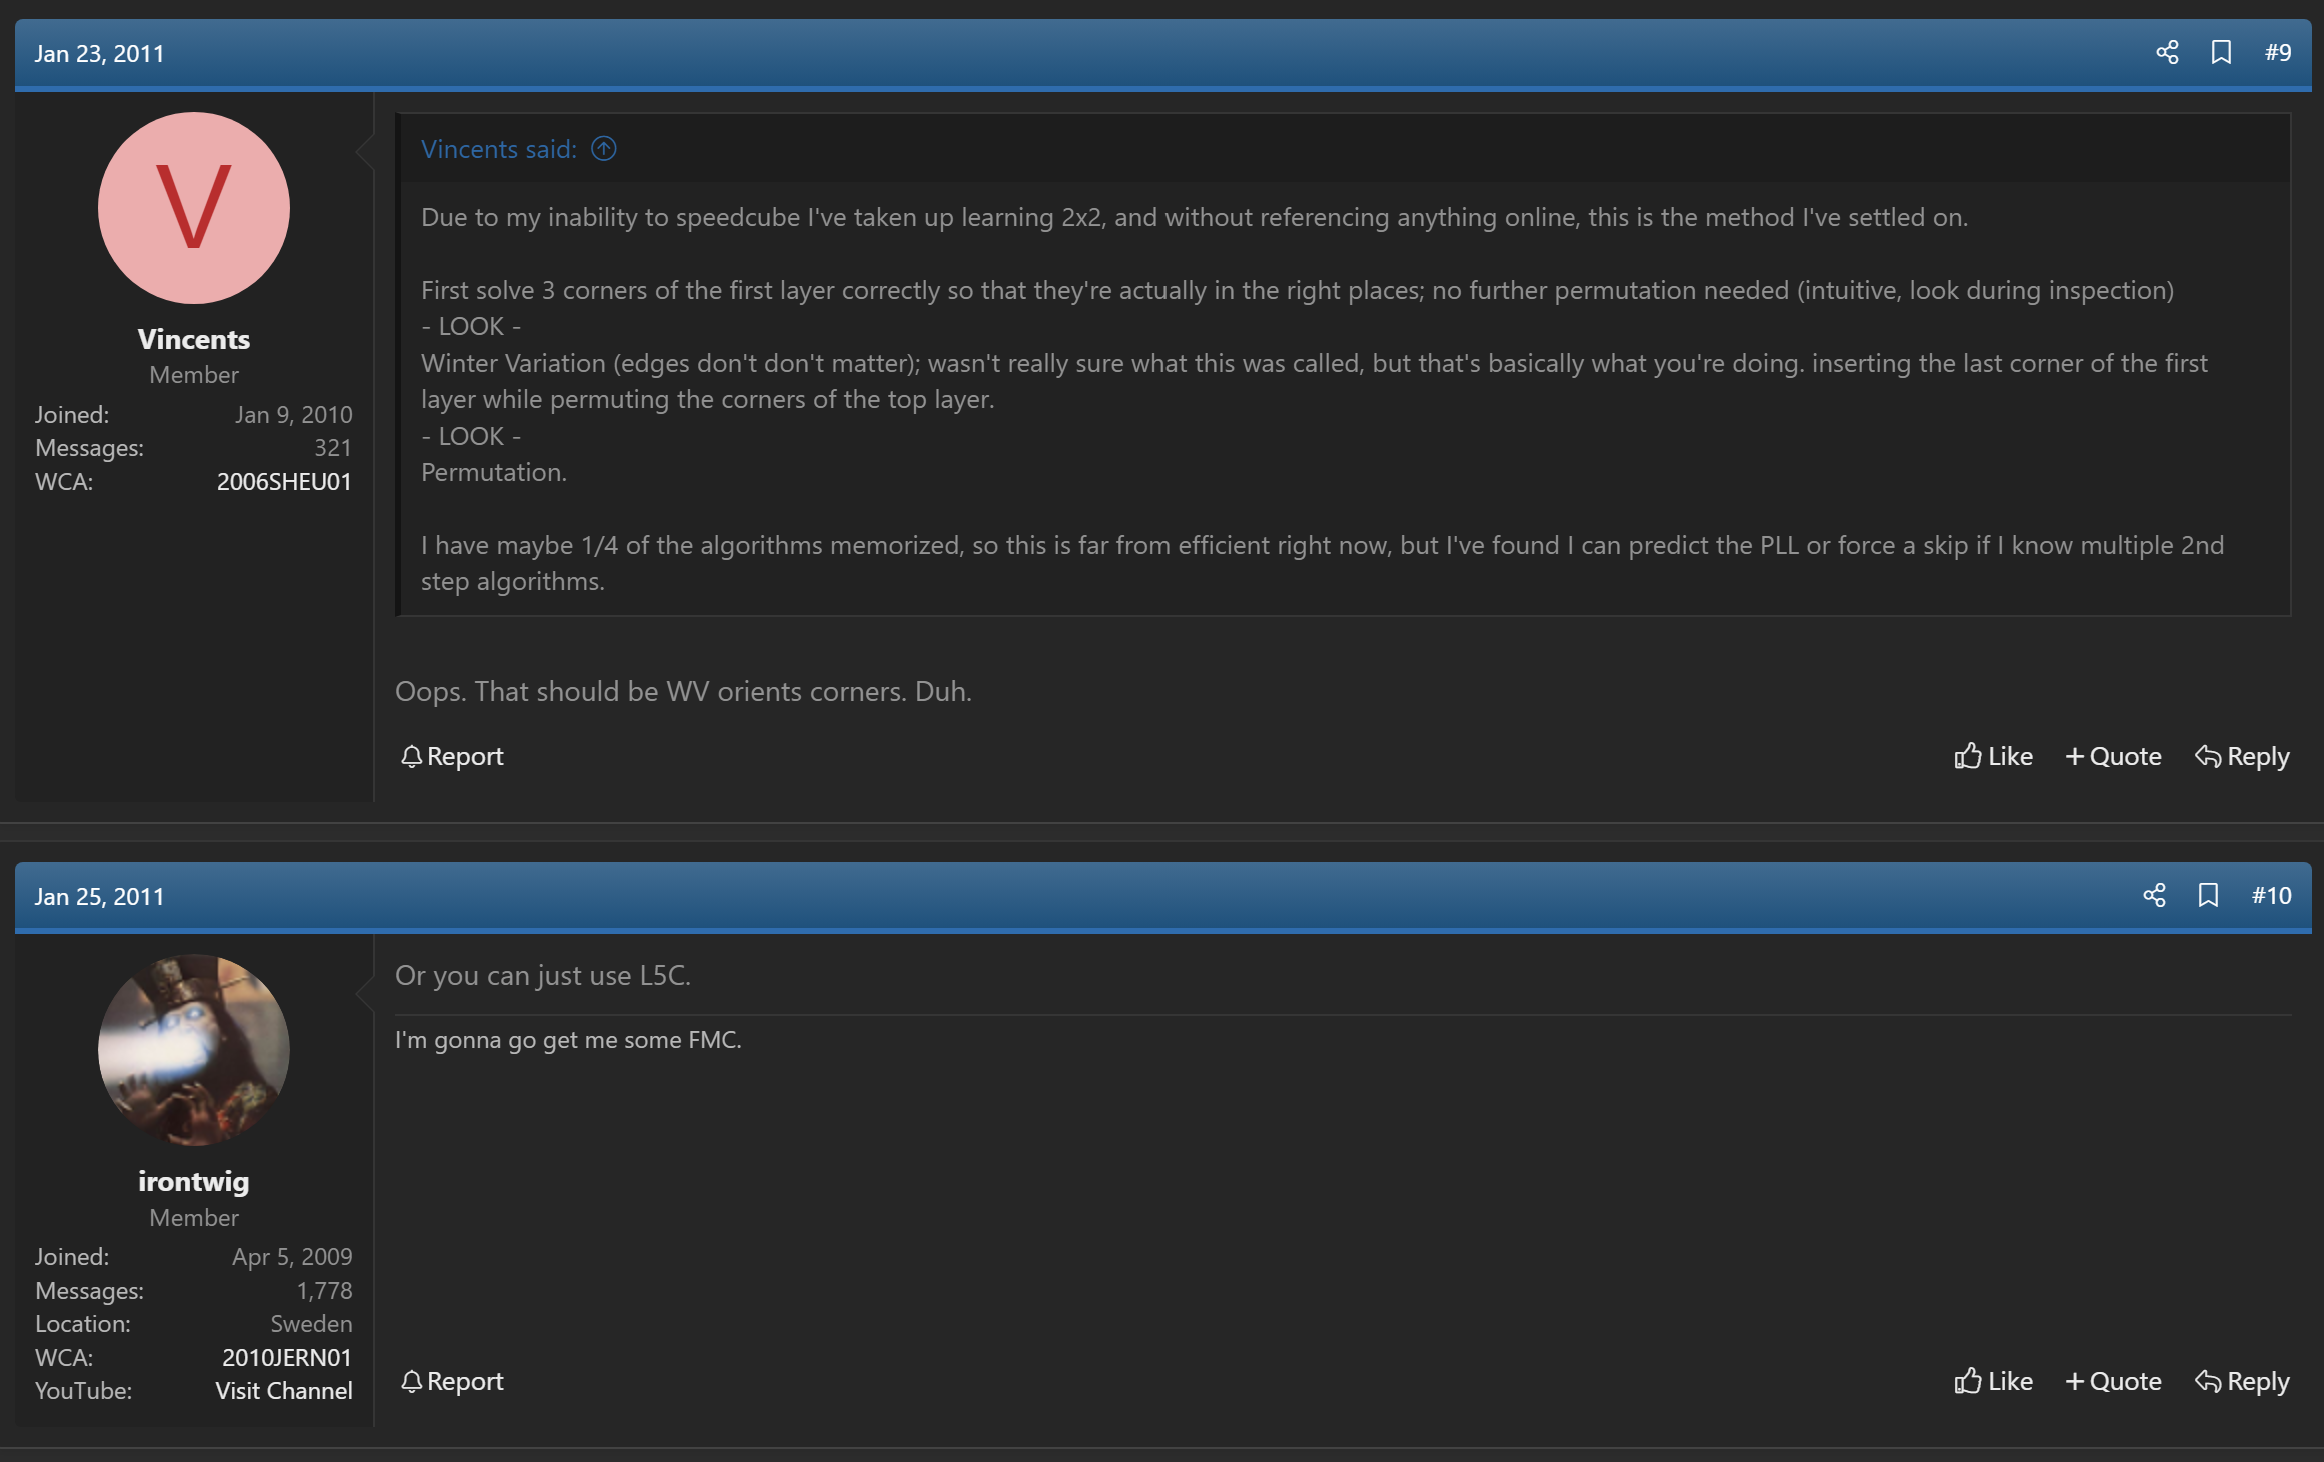 Jan 23, 2011
#9
V
Vincents
Member
Joined: Jan 9, 2010
Messages: 321
WCA: 2006SHEU01
Vincents said:
Due to my inability to speedcube I've taken up learning 2x2, and without referencing anything online, this is the method I've settled on.
First solve 3 corners of the first layer correctly so that they're actually in the right places; no further permutation needed (intuitive, look during inspection)
- LOOK -
Winter Variation (edges don't don't matter); wasn't really sure what this was called, but that's basically what you're doing. inserting the last corner of the first
layer while permuting the corners of the top layer.
- LOOK -
Permutation.
I have maybe 1/4 of the algorithms memorized, so this is far from efficient right now, but I've found I can predict the PLL or force a skip if I know multiple 2nd
step algorithms.
Oops. That should be WV orients corners. Duh.
Report
Like + Quote Reply
Jan 25, 2011
#10
irontwig
Member
Joined: Apr 5, 2009
Messages: 1,778
Location: Sweden
WCA: 2010JERN01
YouTube: Visit Channel
Or you can just use L5C.
I'm gonna go get me some FMC.
Report
Like + Quote Reply